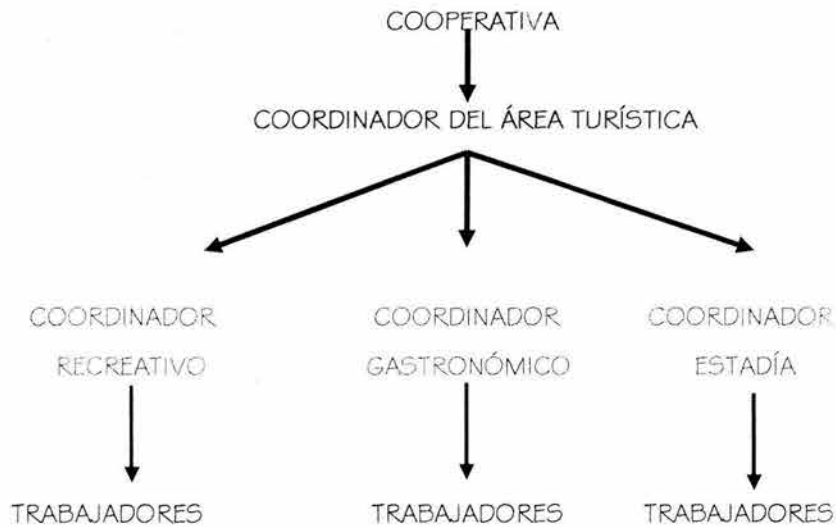 COOPERATIVA
COORDINADOR DEL ÁREA TURÍSTICA
COORDINADOR
RECREATIVO
COORDINADOR
GASTRONÓMICO
COORDINADOR
ESTADÍA
TRABAJADORES
TRABAJADORES
TRABAJADORES